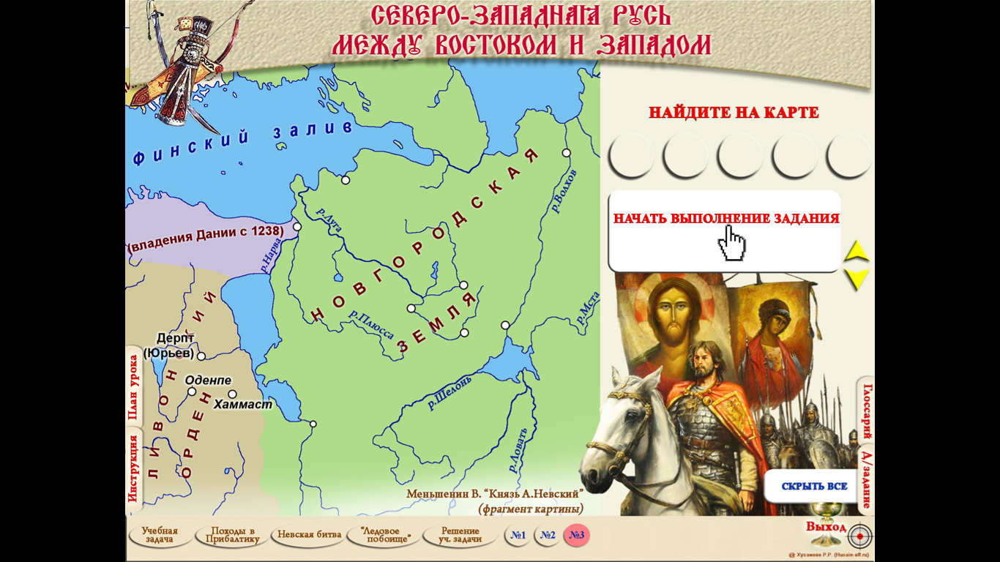 СЕВЕРО-ЗАПАДНАЯ РУСЬ
МЕЖДУ ВОСТОКОМ И ЗАПАДОМ
Финский залив
НАЙДИТЕ НА КАРТЕ
НАЧАТЬ ВЫПОЛНЕНИЕ ЗАДАНИЯ
(владения Дании с 1238)
р.Нарва
р.Луга
р.Волхов
НОВГОРОДСКАЯ
ЗЕМЛЯ
р.Плюсса
р.Мста
р.Шелонь
р.Ловать
ЛИВОНСКИЙ
ОРДЕН
Дерпт
(Юрьев)
Оденпе
Хаммаст
План урока
Инструкция
Глоссарий
Д/задание
СКРЫТЬ ВСЕ
Меньшенин В. “Князь А.Невский”
(фрагмент картины)
Учебная
задача
Походы в
Прибалтику
Невская битва
“Ледовое
побоище”
Решение
уч. задачи
№1
№2
№3
Выход
@ Хусаинов Р.Р. (Husain-off.ru)